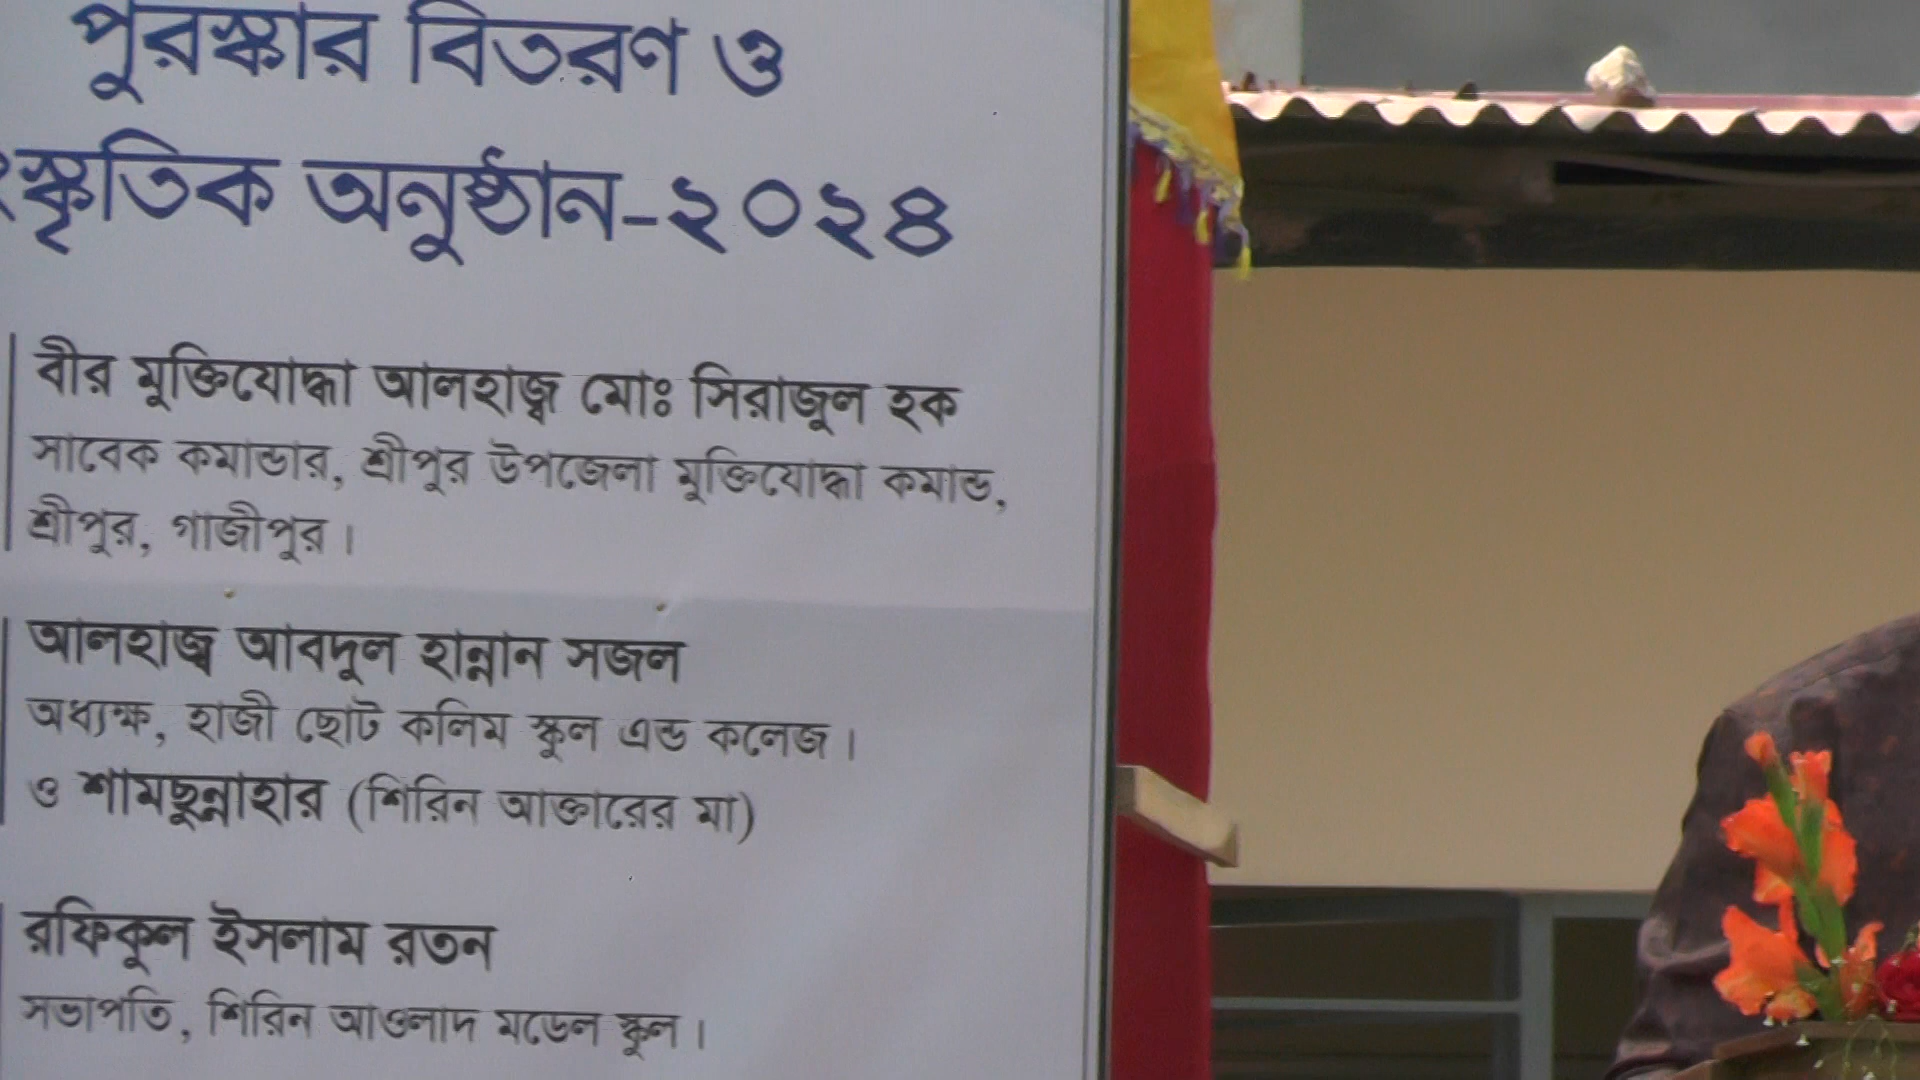 পুরস্কার বিতরণ ও
ংস্কৃতিক অনুষ্ঠান-২০২৪
বীর মুক্তিযোদ্ধা আলহাজ্ব মোঃ সিরাজুল হক
সাবেক কমান্ডার, শ্রীপুর উপজেলা মুক্তিযোদ্ধা কমান্ড,
শ্রীপুর, গাজীপুর।
আলহাজ্ব আবদুল হান্নান সজল
অধ্যক্ষ, হাজী ছোট কলিম স্কুল এন্ড কলেজ।
ও শামছুন্নাহার (শিরিন আক্তারের মা)
রফিকুল ইসলাম রতন
সভাপতি, শিরিন আওলাদ মডেল স্কুল।